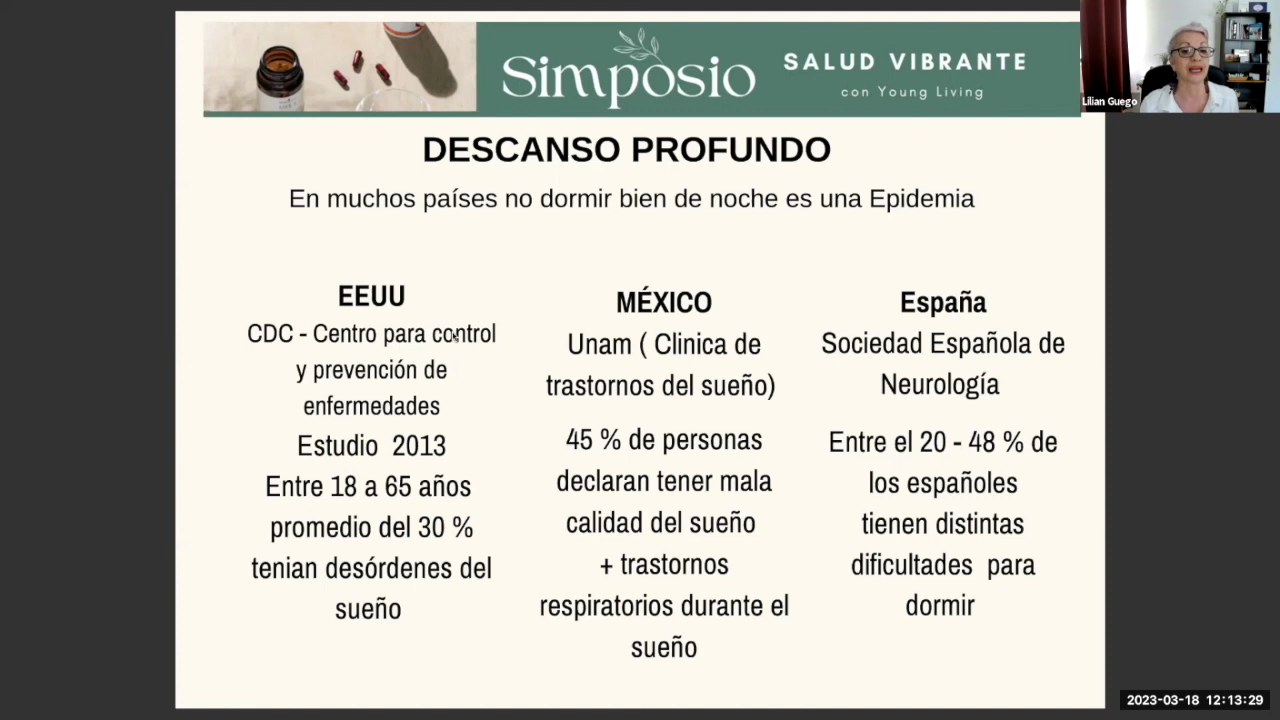 Simposio
SALUD VIBRANTE
con Young Living
Lilian Guego
DESCANSO PROFUNDO
En muchos países no dormir bien de noche es una Epidemia
EEUU
CDC - Centro para control
y prevención de
enfermedades
Estudio 2013
Entre 18 a 65 años
promedio del 30 %
tenian desórdenes del
sueño
MÉXICO
Unam ( Clinica de
trastornos del sueño)
45 % de personas
declaran tener mala
calidad del sueño
+ trastornos
respiratorios durante el
sueño
España
Sociedad Española de
Neurología
Entre el 20 - 48 % de
los españoles
tienen distintas
dificultades para
dormir
2023-03-18 12:13:29